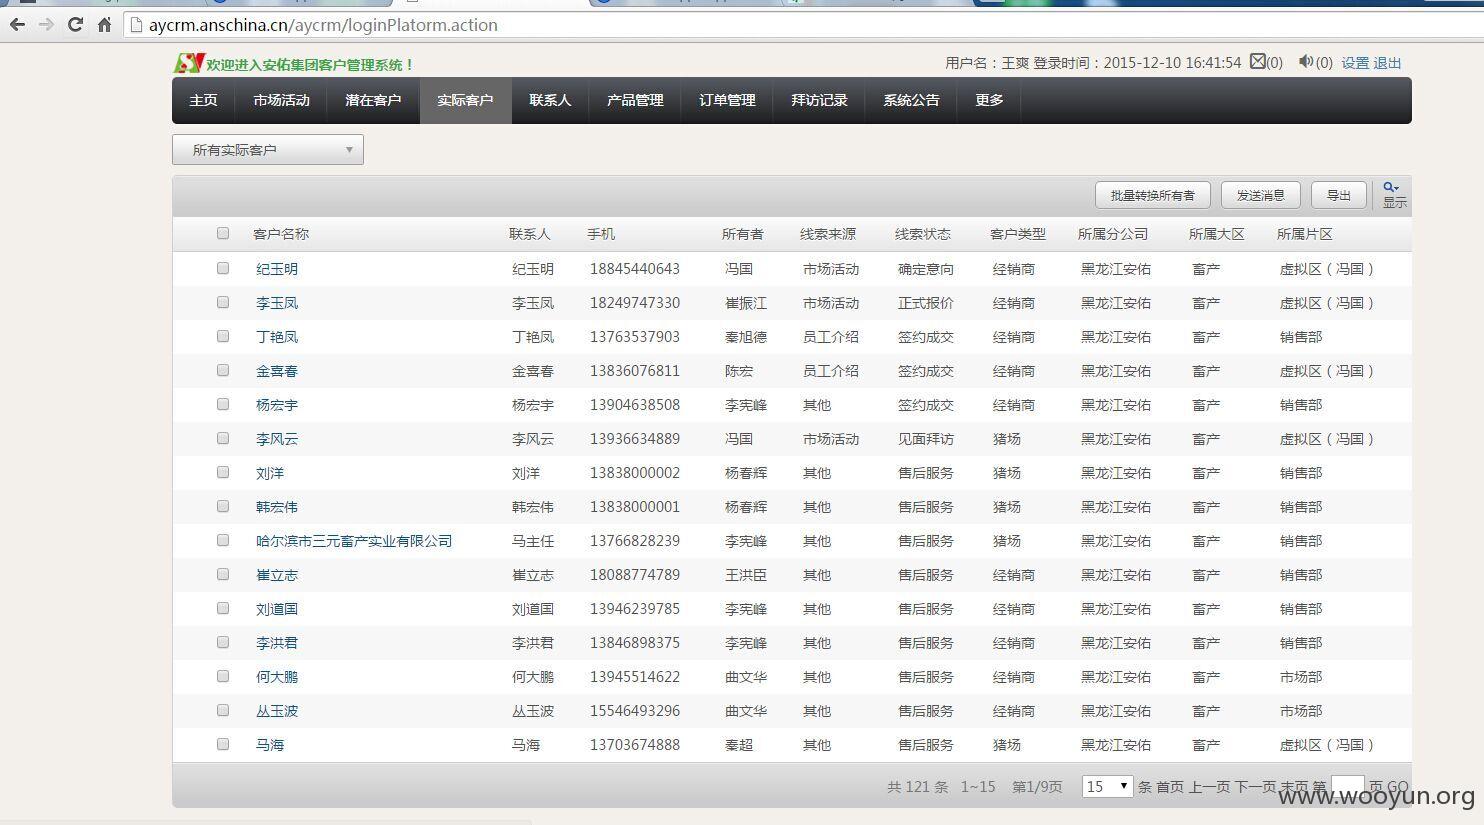 aycrm.anschina.cn/aycrm/loginPlatorm.action
欢迎进入安佑集团客户管理系统！ 用户名：王爽 登录时间：2015-12-10 16:41:54 (0) (0) 设置 退出
主页 市场活动 潜在客户 实际客户 联系人 产品管理 订单管理 拜访记录 系统公告 更多
所有实际客户
批量转换所有者 发送消息 导出 显示
客户名称 联系人 手机 所有者 线索来源 线索状态 客户类型 所属分公司 所属大区 所属片区
纪玉明 纪玉明 18845440643 冯国 市场活动 确定意向 经销商 黑龙江安佑 畜产 虚拟区（冯国）
李玉凤 李玉凤 18249747330 崔振江 市场活动 正式报价 经销商 黑龙江安佑 畜产 虚拟区（冯国）
丁艳凤 丁艳凤 13763537903 秦旭德 员工介绍 签约成交 经销商 黑龙江安佑 畜产 销售部
金喜春 金喜春 13836076811 陈宏 员工介绍 签约成交 经销商 黑龙江安佑 畜产 虚拟区（冯国）
杨宏宇 杨宏宇 13904638508 李宪峰 其他 签约成交 经销商 黑龙江安佑 畜产 销售部
李风云 李风云 13936634889 冯国 市场活动 见面拜访 猪场 黑龙江安佑 畜产 虚拟区（冯国）
刘洋 刘洋 13838000002 杨春辉 其他 售后服务 猪场 黑龙江安佑 畜产 销售部
韩宏伟 韩宏伟 13838000001 杨春辉 其他 售后服务 猪场 黑龙江安佑 畜产 销售部
哈尔滨市三元畜产实业有限公司 马主任 13766828239 李宪峰 其他 售后服务 猪场 黑龙江安佑 畜产 销售部
崔立志 崔立志 18088774789 王洪臣 其他 售后服务 经销商 黑龙江安佑 畜产 销售部
刘道国 刘道国 13946239785 李宪峰 其他 售后服务 经销商 黑龙江安佑 畜产 销售部
李洪君 李洪君 13846898375 李宪峰 其他 售后服务 经销商 黑龙江安佑 畜产 销售部
何大鹏 何大鹏 13945514622 曲文华 其他 售后服务 经销商 黑龙江安佑 畜产 市场部
丛玉波 丛玉波 15546493296 曲文华 其他 售后服务 经销商 黑龙江安佑 畜产 市场部
马海 马海 13703674888 秦超 其他 售后服务 猪场 黑龙江安佑 畜产 虚拟区（冯国）
共 121 条 1~15 第1/9页 15 条 首页 上一页 下一页 末页 第 页 GO
www.wooyun.org